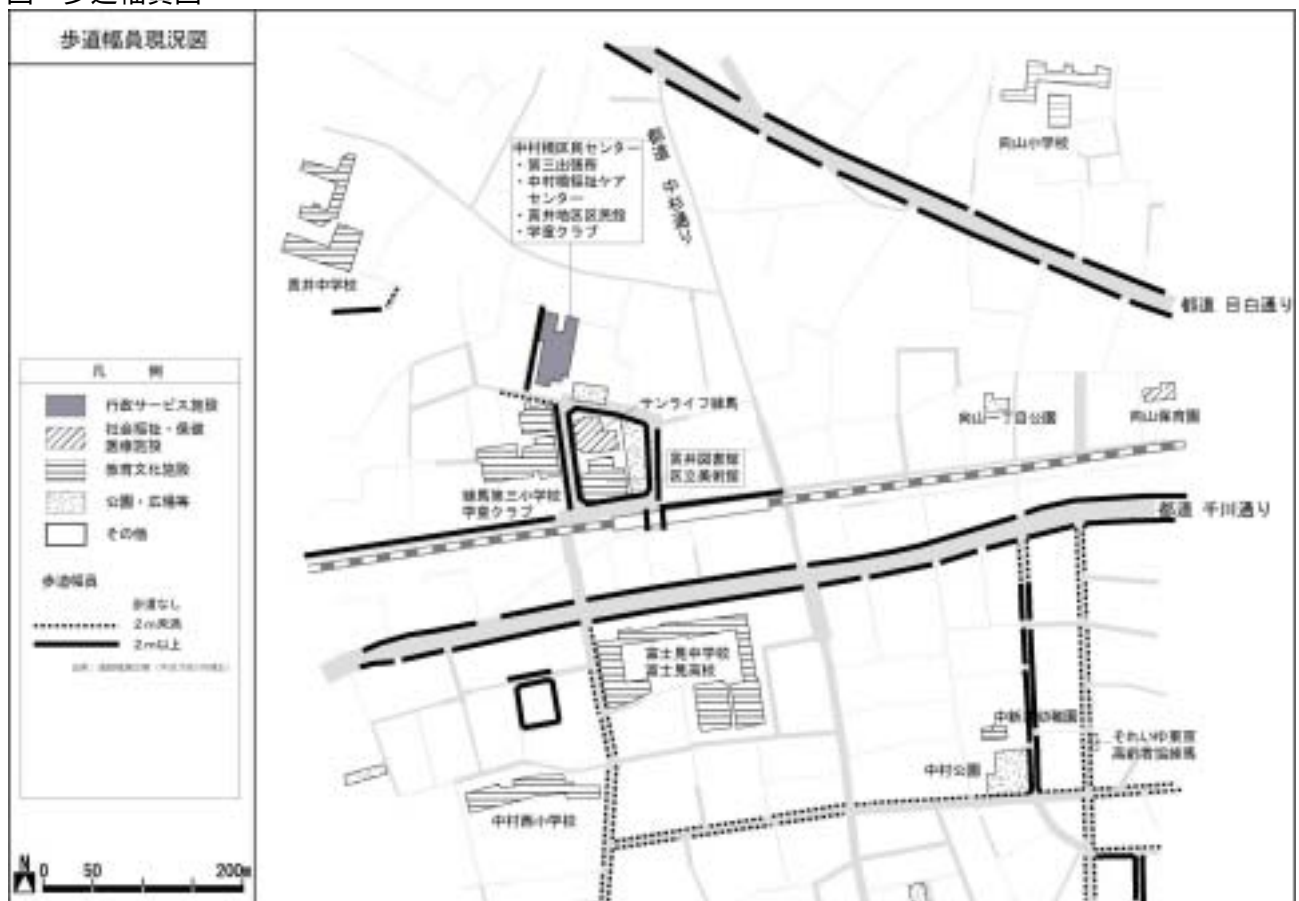 歩道幅員現況図
向山小学校
都道 中杉通り
中村橋区民センター
・第三出張所
・中村橋福祉ケア
センター
・貫井地区区民館
・学童クラブ
貫井中学校
都道 目白通り
凡 例
行政サービス施設
社会福祉・保健
医療施設
教育文化施設
公園・広場等
その他
歩道幅員
歩道なし
2m未満
2m以上
サンライフ練馬
向山一丁目公園
向山保育園
貫井図書館
区立美術館
練馬第三小学校
学童クラブ
都道 千川通り
富士見中学校
富士見高校
中村公園
中村西小学校
N
0 50 200m